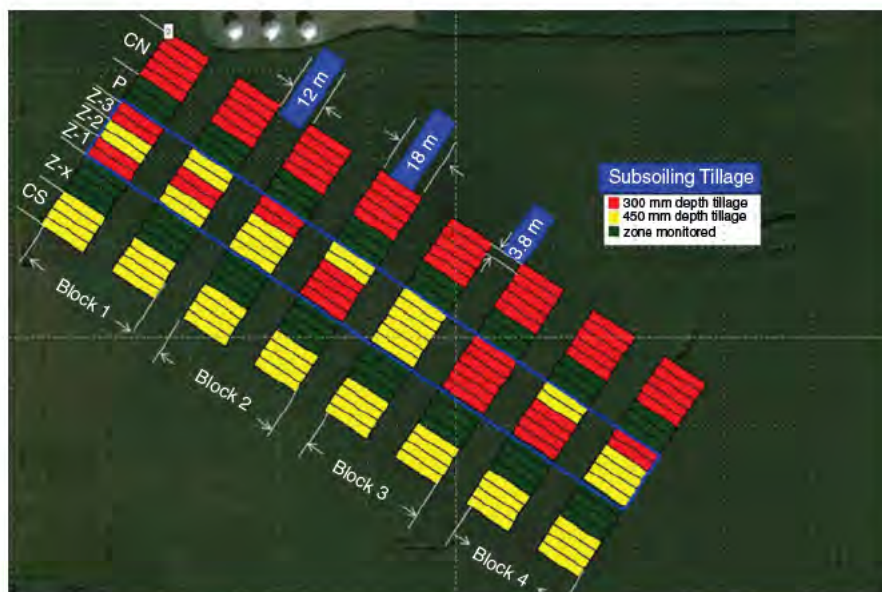 CN
P
Z-3
Z-2
Z-1
Z-x
CS
12 m
18 m
3.8 m
Subsoiling Tillage
300 mm depth tillage
450 mm depth tillage
zone monitored
Block 1
Block 2
Block 3
Block 4